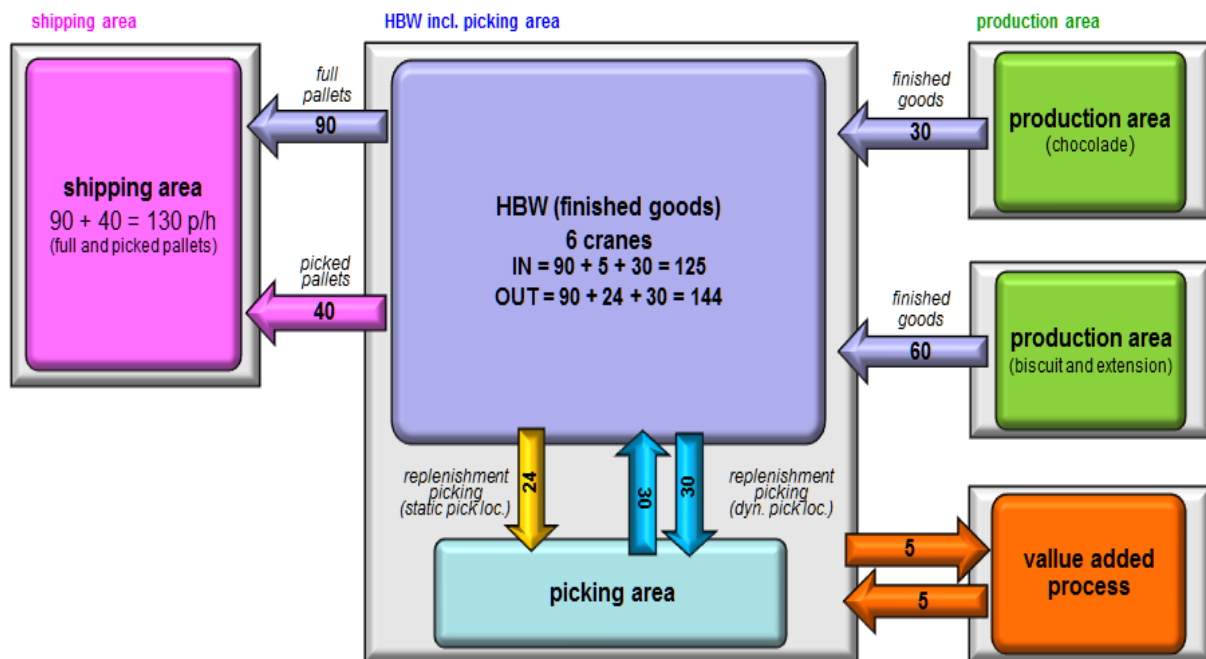 shipping area
HBW incl. picking area
production area
full
pallets
90
shipping area
90 + 40 = 130 p/h
(full and picked pallets)
picked
pallets
40
HBW (finished goods)
6 cranes
IN = 90 + 5 + 30 = 125
OUT = 90 + 24 + 30 = 144
finished
goods
30
production area
(chocolade)
finished
goods
60
production area
(biscuit and extension)
replenishment
picking
(static pick loc.)
24
30
30
replenishment
picking
(dyn. pick loc.)
picking area
5
5
vallue added
process